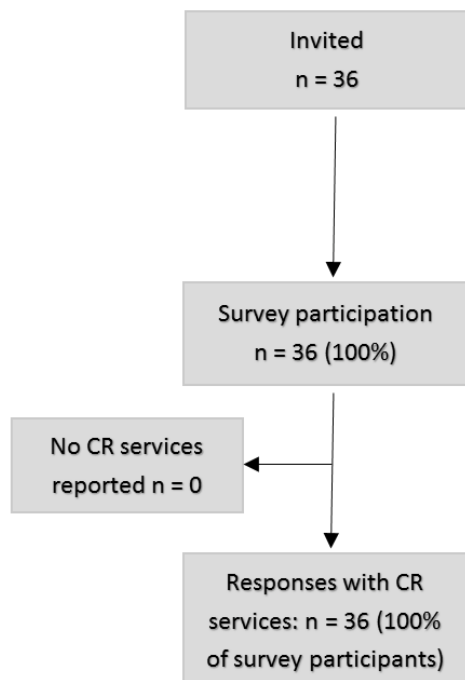 Invited
n = 36
Survey participation
n = 36 (100%)
No CR services
reported n = 0
Responses with CR
services: n = 36 (100%
of survey participants)